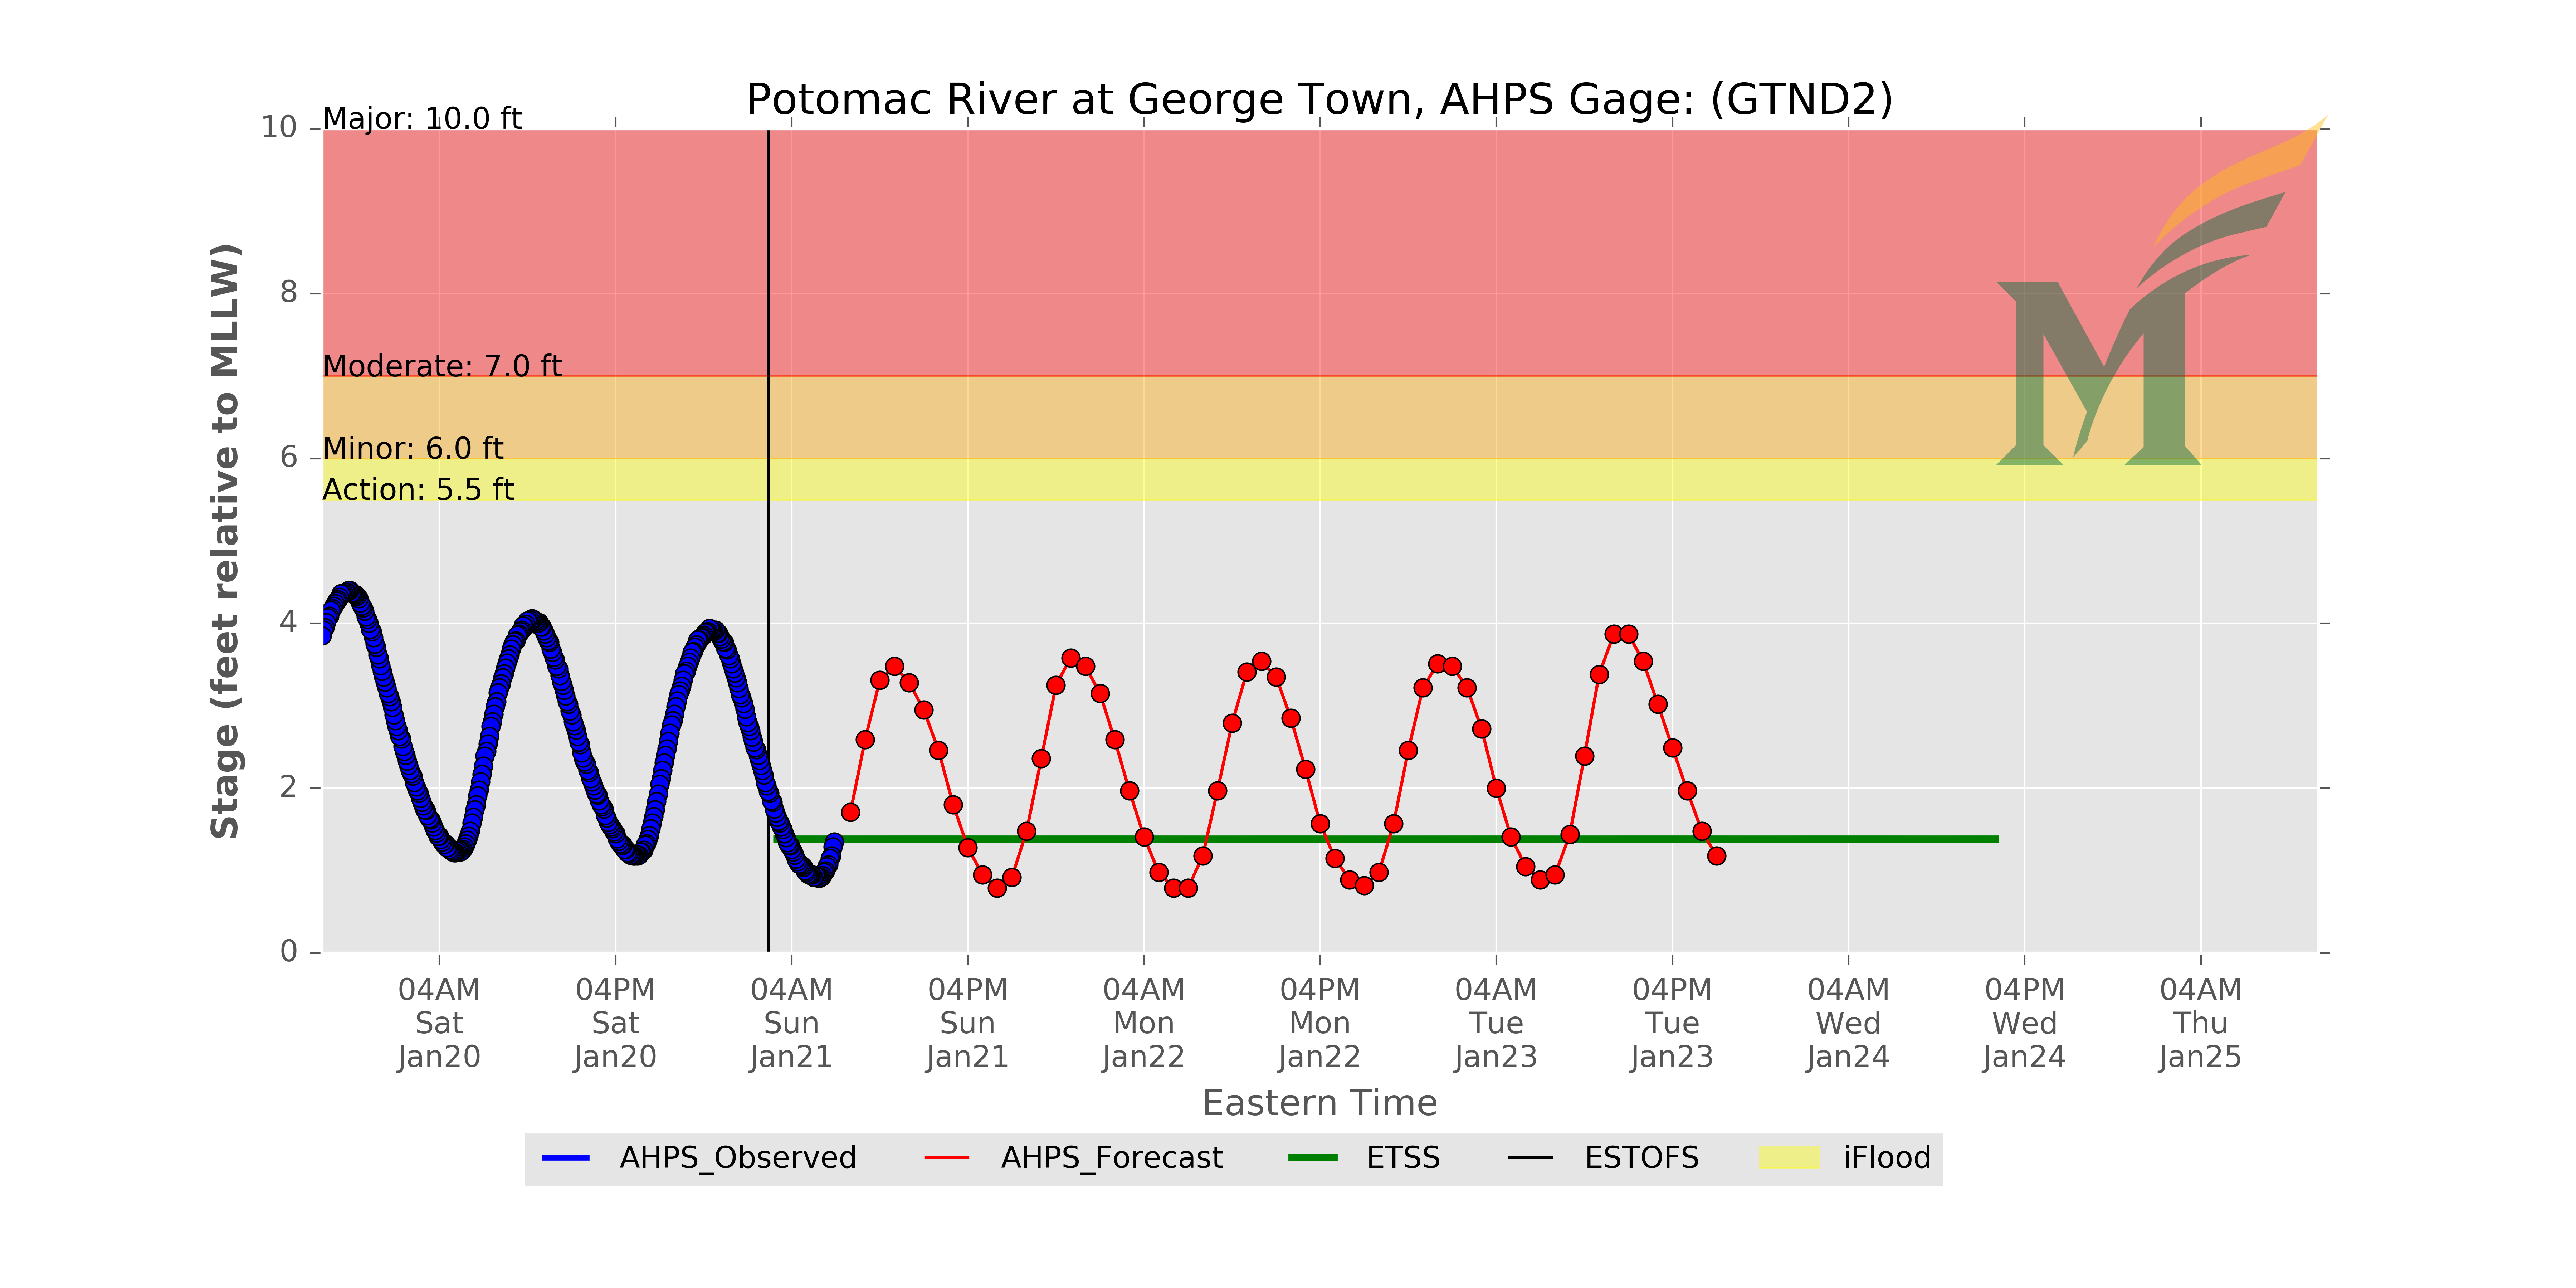 Potomac River at George Town, AHPS Gage: (GTND2)
Major: 10.0 ft
Moderate: 7.0 ft
Minor: 6.0 ft
Action: 5.5 ft
Stage (feet relative to MLLW)
10
8
6
4
2
0
04AM 04PM 04AM 04PM 04AM 04PM 04AM 04PM 04AM 04PM 04AM
Sat Sat Sun Sun Mon Mon Tue Tue Wed Wed Thu
Jan20 Jan20 Jan21 Jan21 Jan22 Jan22 Jan23 Jan23 Jan24 Jan24 Jan25
Eastern Time
AHPS_Observed AHPS_Forecast ETSS ESTOFS iFlood